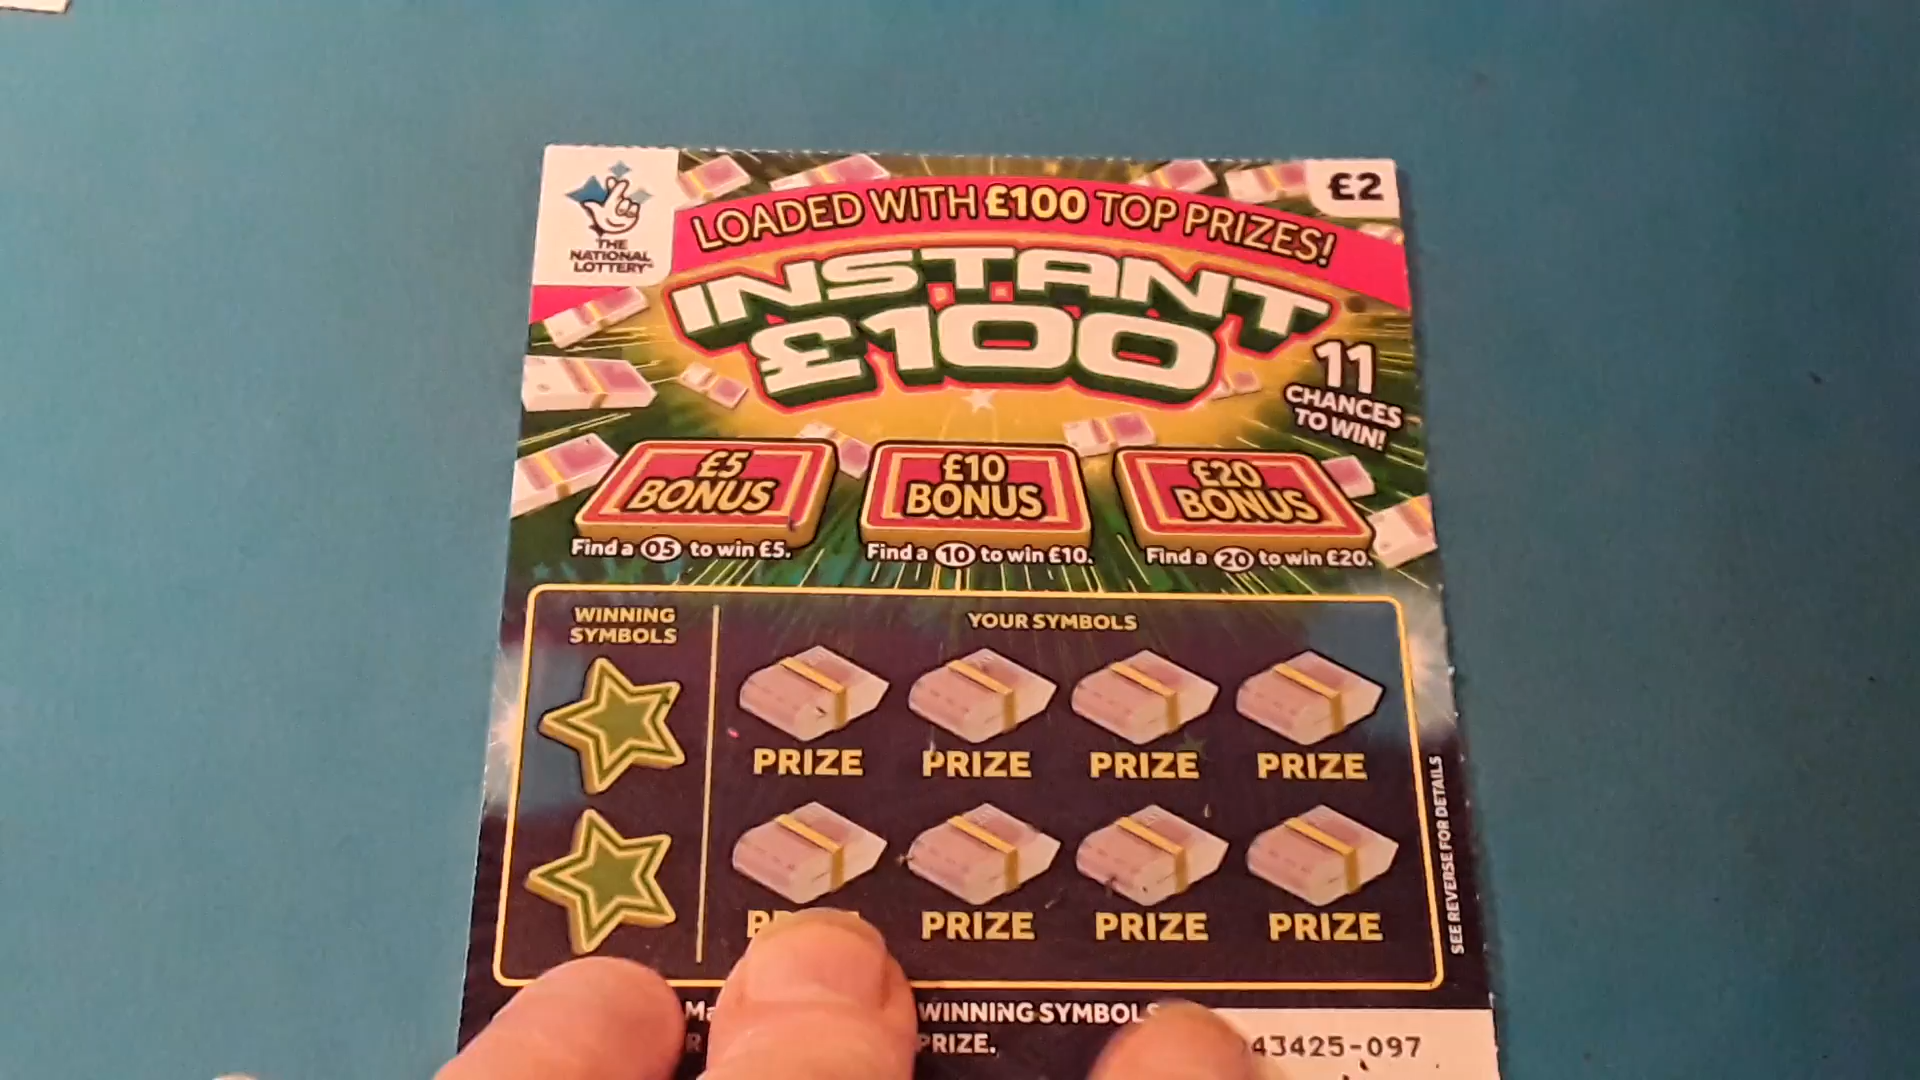 THE
NATIONAL
LOTTERY®
£2
LOADED WITH £100 TOP PRIZES!
INSTANT
£100
11
CHANCES
TO WIN!
£5
BONUS
£10
BONUS
£20
BONUS
Find a 05 to win £5.
Find a 10 to win £10.
Find a 20 to win £20.
WINNING
SYMBOLS
YOUR SYMBOLS
PRIZE PRIZE PRIZE PRIZE
PRIZE PRIZE PRIZE
SEE REVERSE FOR DETAILS
WINNING SYMBOLS
PRIZE.
43425-097